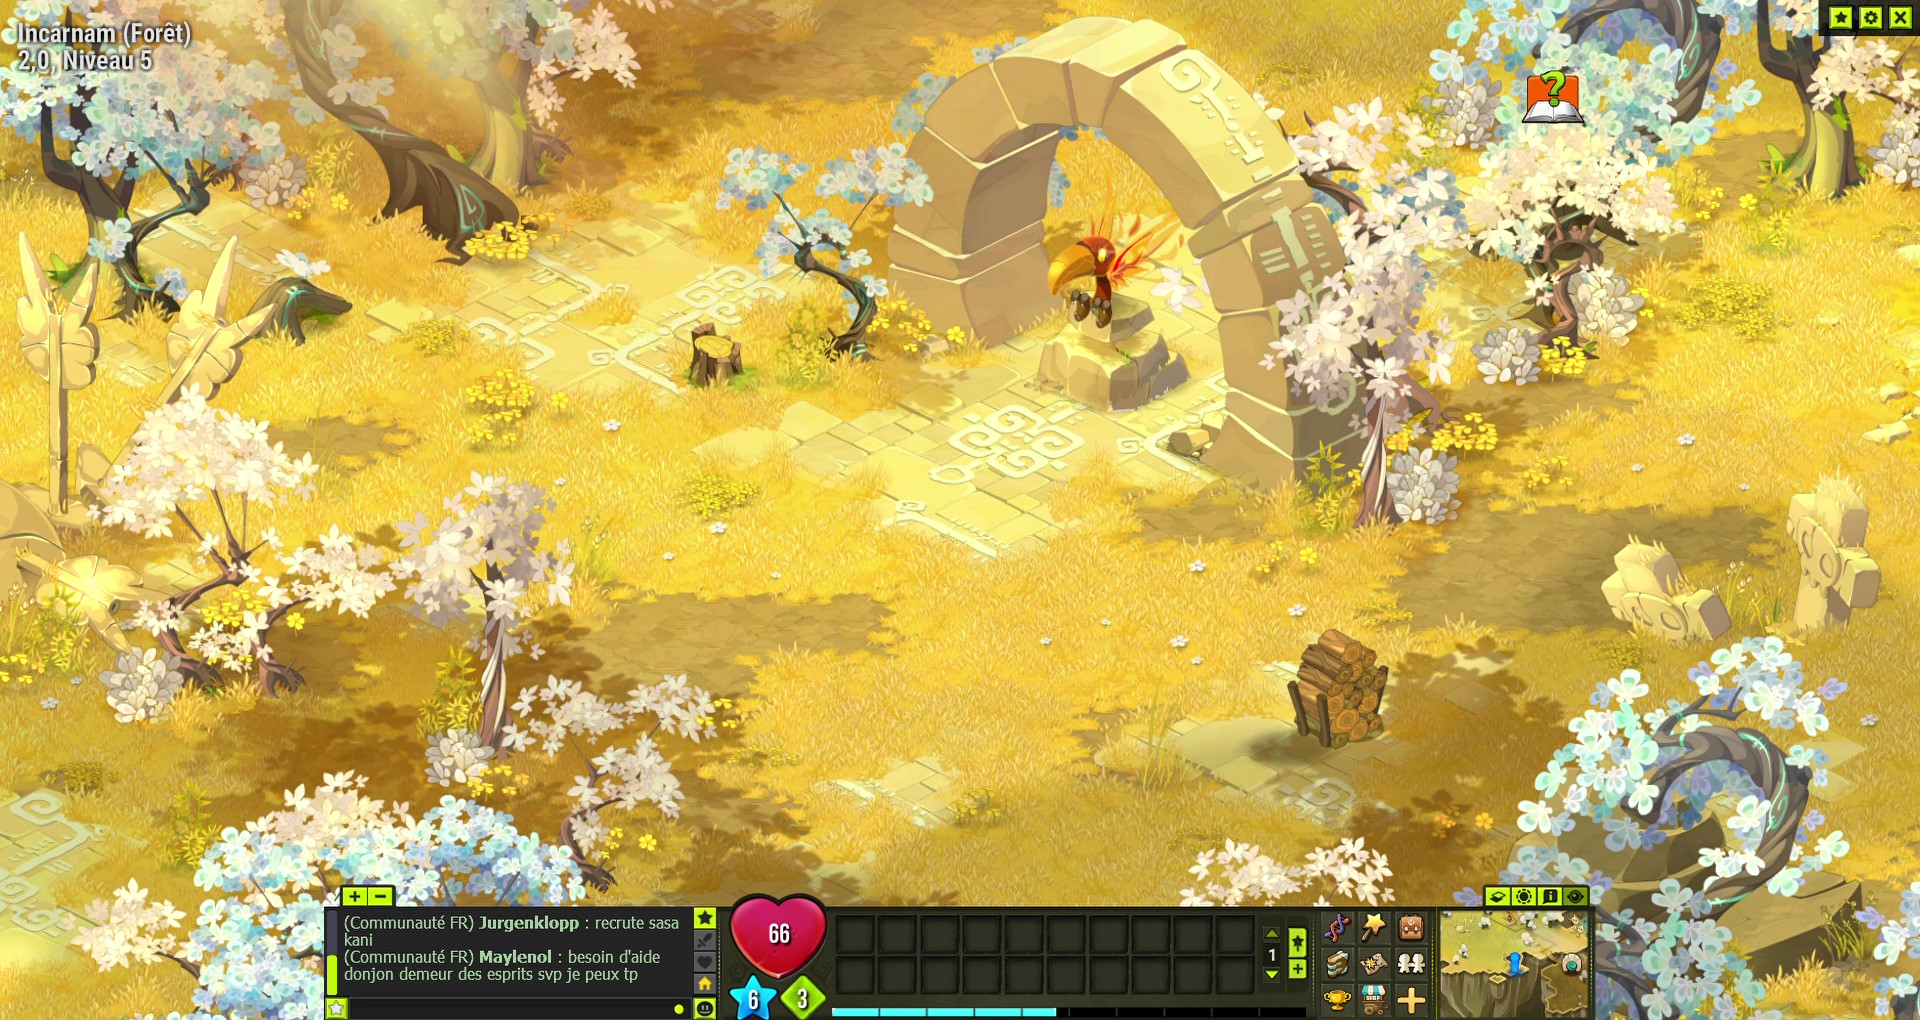 Incarnam (Forêt)
2,0, Niveau 5
?
(Communauté FR) Jurgenklopp : recrute sasa
kani
(Communauté FR) Maylenol : besoin d'aide
donjon demeur des esprits svp je peux tp
66
6
3
1
SHOP